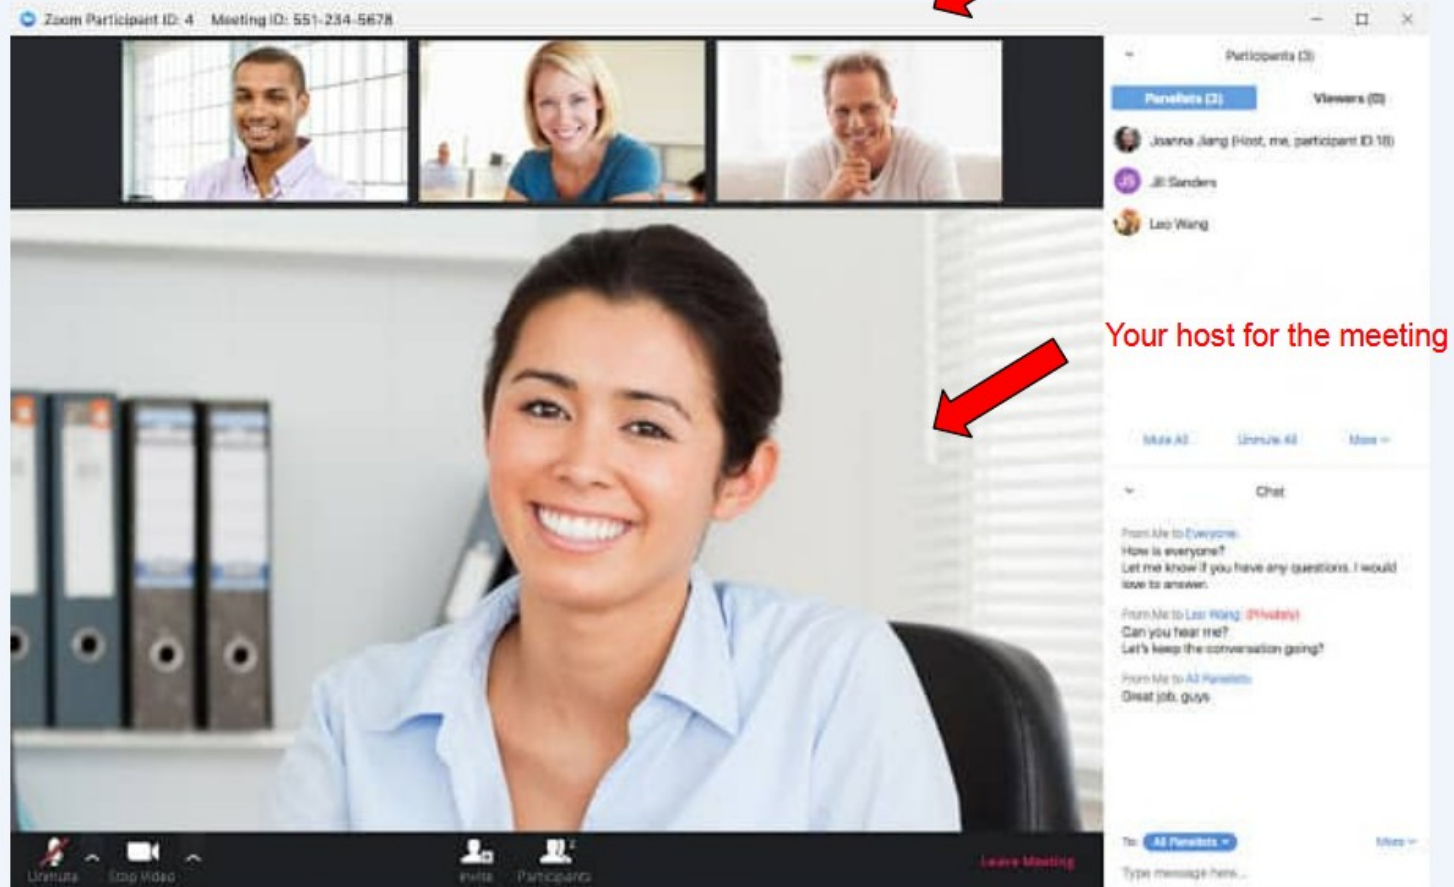 Zoom Participant ID: 4 Meeting ID: 551-234-5678
Participants (3)
Panelists (3) Viewers (0)
Joanna Jiang (Host, me, participant ID 18)
JS Jill Sanders
Leo Wang
Your host for the meeting
Mute All Unmute All More
Chat
From Me to Everyone:
How is everyone?
Let me know if you have any questions. I would
love to answer.
From Me to Leo Wang: (Privately)
Can you hear me?
Let's keep the conversation going?
From Me to All Panelists:
Great job, guys
To: All Panelists More
Type message here...
Unmute Stop Video Invite Participants 2 Leave Meeting